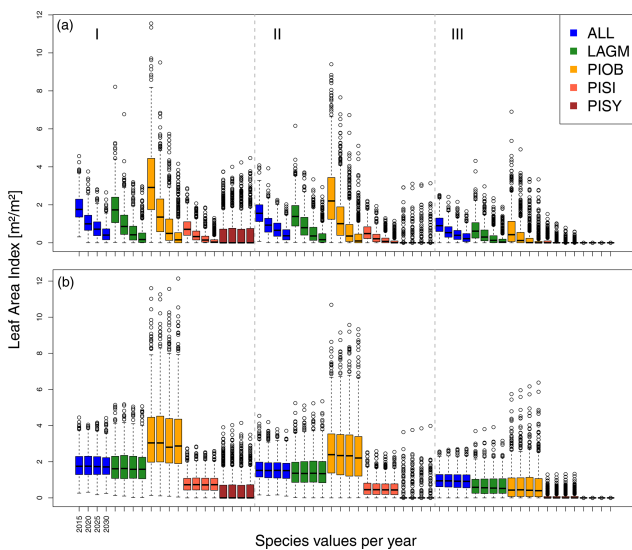 (a)
I
II
III
ALL
LAGM
PIOB
PISI
PISY
12
10
8
6
4
2
0
Leaf Area Index [m²/m²]
(b)
12
10
8
6
4
2
0
2015
2020
2025
2030
Species values per year